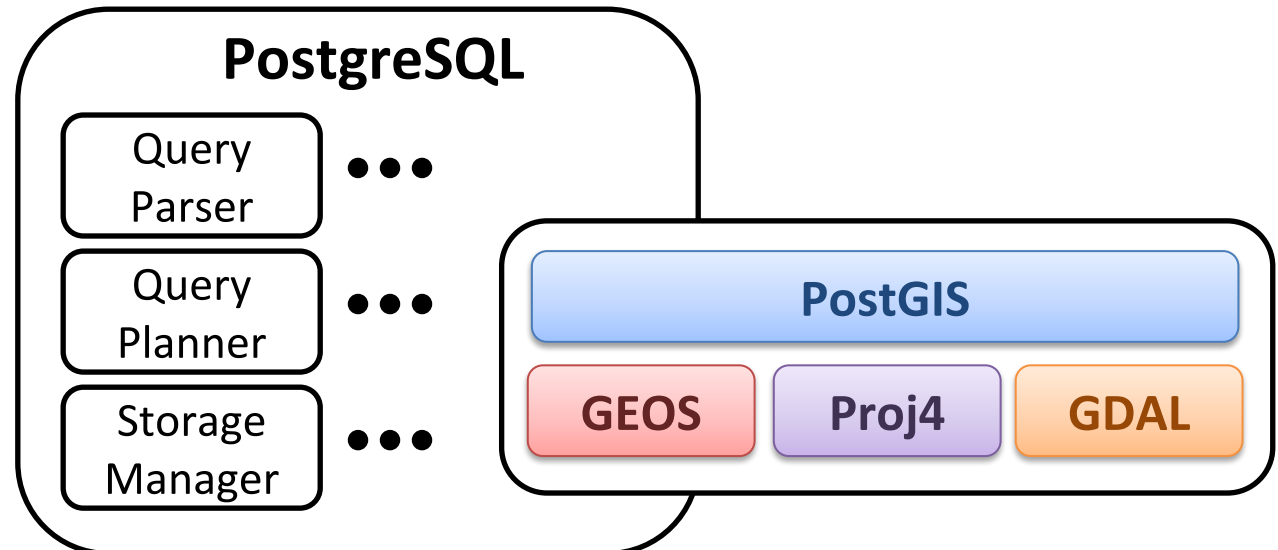 PostgreSQL
Query
Parser
Query
Planner
Storage
Manager
PostGIS
GEOS
Proj4
GDAL